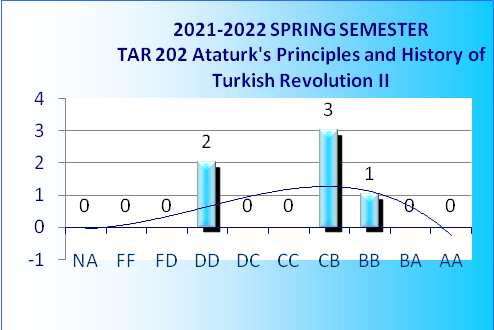 2021-2022 SPRING SEMESTER
TAR 202 Ataturk's Principles and History of
Turkish Revolution II
4
3
2
1
0
-1
0 0 0 2 0 0 3 1 0 0
NA FF FD DD DC CC CB BB BA AA